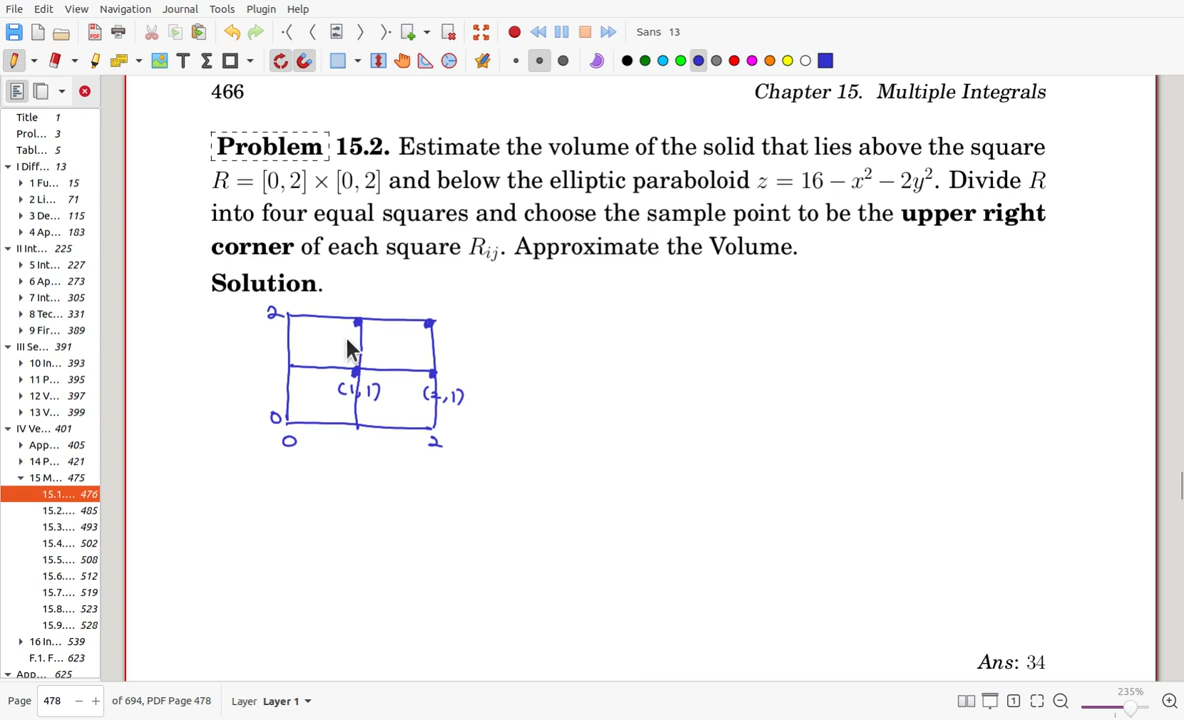 File Edit View Navigation Journal Tools Plugin Help
Sans 13
466 Chapter 15. Multiple Integrals
Title 1
Prol... 3
Tabl... 5
I Diff... 13
1 Fu... 15
2 Li... 71
3 De... 115
4 Ap... 183
II Int... 225
5 Int... 227
6 Ap... 273
7 Int... 305
8 Tec... 331
9 Fir... 389
III Se... 391
10 In... 393
11 P... 395
12 V... 397
13 V... 399
IV Ve... 401
App... 405
14 P... 421
15 M... 475
15.1.... 476
15.2.... 485
15.3.... 493
15.4.... 502
15.5.... 508
15.6.... 512
15.7.... 519
15.8.... 523
15.9.... 528
16 In... 539
F.1. F... 623
App... 625
Problem 15.2. Estimate the volume of the solid that lies above the square
R = [0, 2] × [0, 2] and below the elliptic paraboloid z = 16 − x² − 2y². Divide R
into four equal squares and choose the sample point to be the upper right
corner of each square Rᵢⱼ. Approximate the Volume.
Solution.
2
(1,1) (2,1)
0
0 2
Ans: 34
Page 478 − + of 694, PDF Page 478 Layer Layer 1 235%